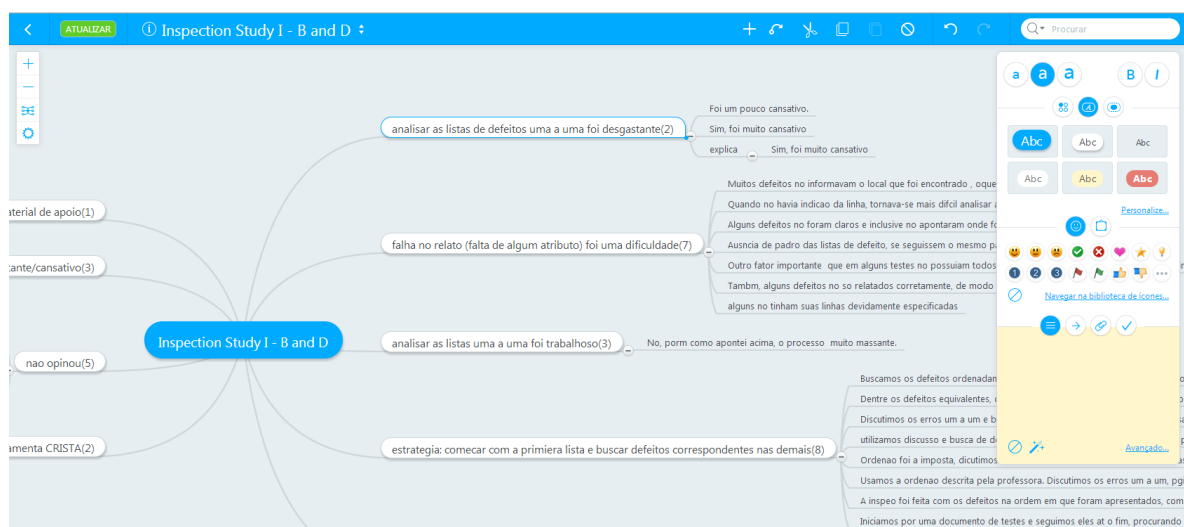 ATUALIZAR
Inspection Study I - B and D
Procurar
a a a B I
Abc Abc Abc
Abc Abc Abc
Personalize...
1 2 3
Navegar na biblioteca de ícones...
Avançado...
Inspection Study I - B and D
material de apoio(1)
/cansativo(3)
nao opinou(5)
CRISTA(2)
analisar as listas de defeitos uma a uma foi desgastante(2)
Foi um pouco cansativo.
Sim, foi muito cansativo
explica
Sim, foi muito cansativo
falha no relato (falta de algum atributo) foi uma dificuldade(7)
Muitos defeitos no informavam o local que foi encontrado , oque
Quando no havia indicao da linha, tornava-se mais difcil analisar
Alguns defeitos no foram claros e inclusive no apontaram onde
Ausncia de padro das listas de defeito, se seguissem o mesmo
Outro fator importante que em alguns testes no possuiam todos
Tambm, alguns defeitos no so relatados corretamente, de modo
alguns no tinham suas linhas devidamente especificadas
analisar as listas uma a uma foi trabalhoso(3)
No, porm como apontei acima, o processo muito massante.
estrategia: comecar com a primiera lista e buscar defeitos correspondentes nas demais(8)
Buscamos os defeitos
Dentre os defeitos equivalentes,
Discutimos os erros um a um e
utilizamos discusso e busca de
Ordenao foi a imposta, dicutimos
Usamos a ordenao descrita pela professora. Discutimos os erros um a um,
A inspeo foi feita com os defeitos na ordem em que foram apresentados, com
Iniciamos por uma documento de testes e seguimos eles at o fim, procurando